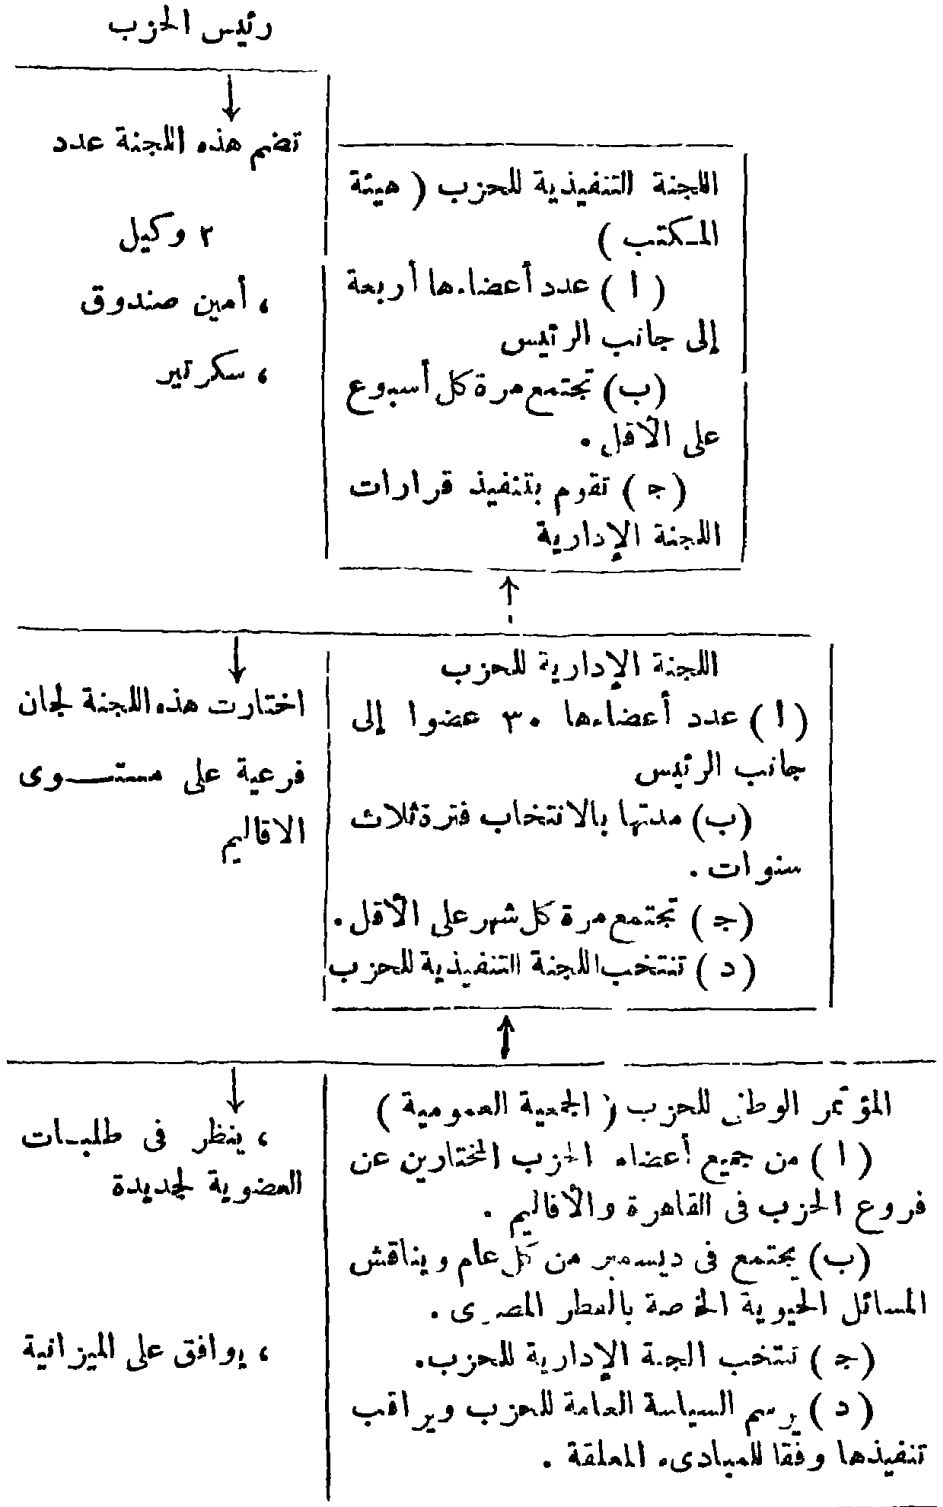 رئيس الحزب
اللجنة التنفيذية للحزب ( هيئة
المكتب )
( ا ) عدد أعضاءها أربعة
إلى جانب الرئيس
(ب) تجتمع مرة كل أسبوع
على الأقل .
( ج ) تقوم بتنفيذ قرارات
اللجنة الإدارية
تضم هذه اللجنة عدد
٢ وكيل
، أمين صندوق
، سكرتير
اللجنة الإدارية للحزب
( ا ) عدد أعضاءها ٣٠ عضوا إلى
جانب الرئيس
(ب) مدتها بالانتخاب فترة ثلاث
سنوات .
( ج ) تجتمع مرة كل شهر على الأقل .
( د ) تنتخب اللجنة التنفيذية للحزب
اختارت هذه اللجنة لجان
فرعية على مستوى
الاقاليم
المؤتمر الوطنى للحزب ( الجمعية العمومية )
( ا ) من جميع أعضاء الحزب المختارين عن
فروع الحزب فى القاهرة والأقاليم .
(ب) يجتمع فى ديسمبر من كل عام ويناقش
المسائل الحيوية الخاصة بالقطر المصرى .
( ج ) تنتخب الجنة الإدارية للحزب .
( د ) يرسم السياسة العامة للحزب ويراقب
تنفيذها وفقا للمبادىء المعلقة .
، ينظر فى طلبات
العضوية لجديدة
، يوافق على الميزانية